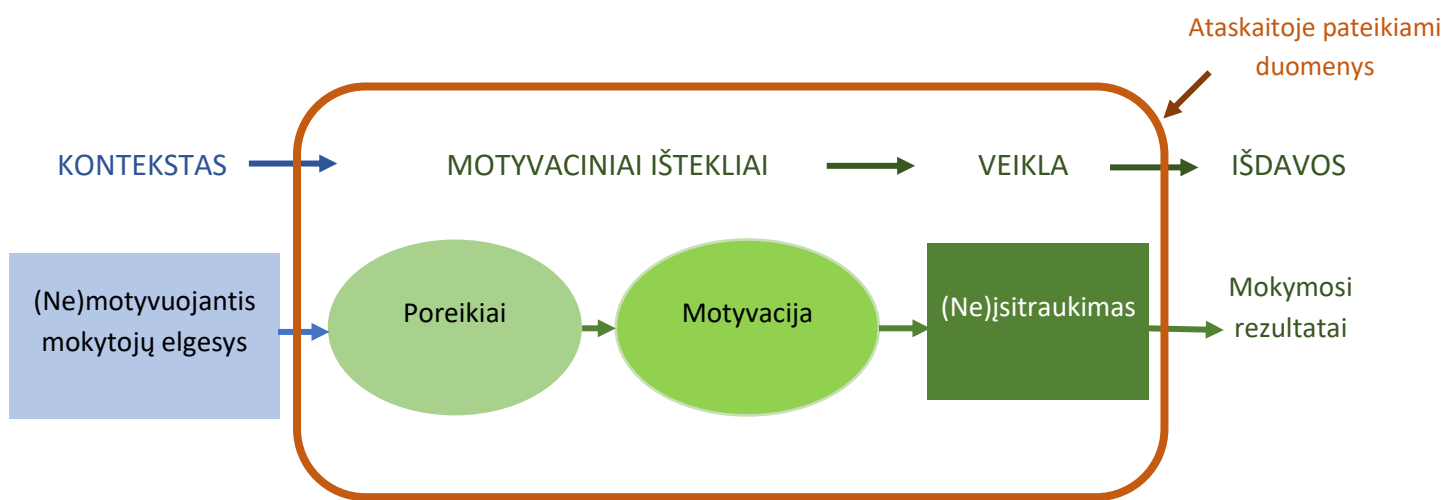 Ataskaitoje pateikiami
duomenys
KONTEKSTAS
MOTYVACINIAI IŠTEKLIAI
VEIKLA
IŠDAVOS
(Ne)motyvuojantis
mokytojų elgesys
Poreikiai
Motyvacija
(Ne)įsitraukimas
Mokymosi
rezultatai